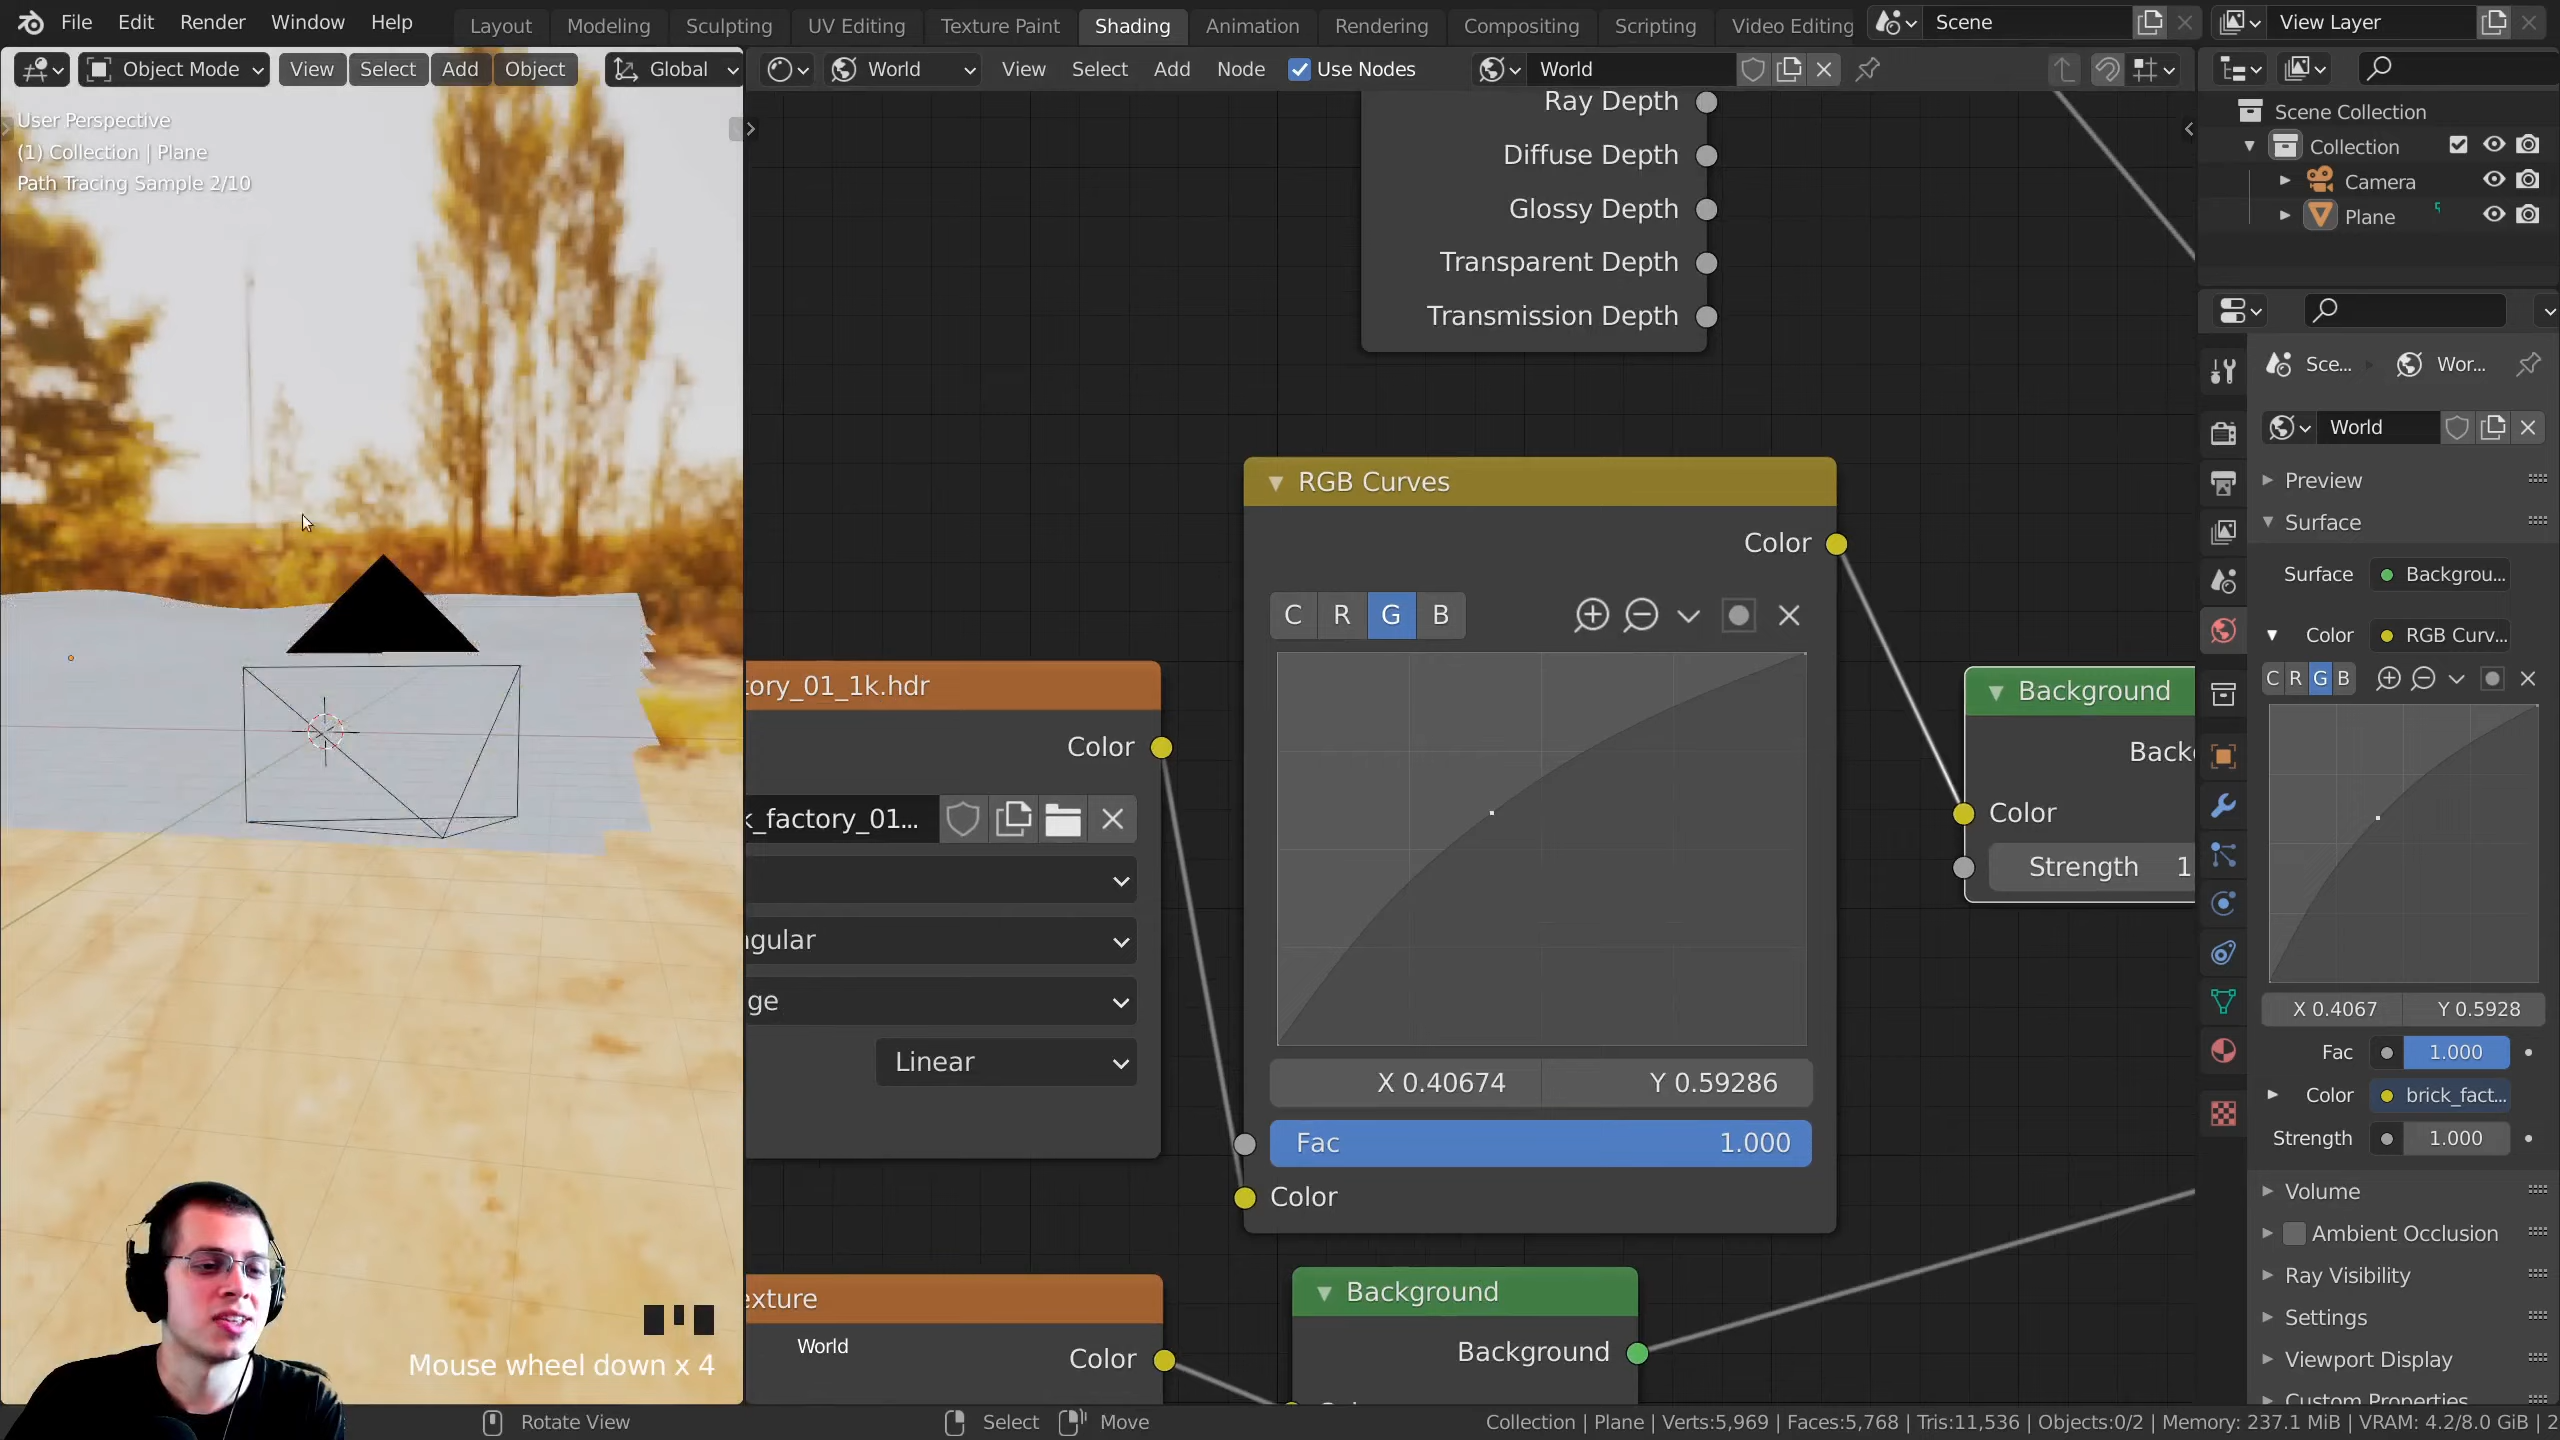 File Edit Render Window Help Layout Modeling Sculpting UV Editing Texture Paint Shading Animation Rendering Compositing Scripting Video Editing Scene View Layer
Object Mode View Select Add Object Global World View Select Add Node Use Nodes World
User Perspective
(1) Collection | Plane
Path Tracing Sample 2/10
Ray Depth
Diffuse Depth
Glossy Depth
Transparent Depth
Transmission Depth
RGB Curves
Color
C R G B
X 0.40674 Y 0.59286
Fac 1.000
Color
tory_01_1k.hdr
Color
k_factory_01...
ngular
ge
Linear
exture
World
Color
Background
Background
Background
Color
Strength 1
Mouse wheel down x 4
Scene Collection
Collection
Camera
Plane
Sce... Wor...
World
Preview
Surface
Surface Backgrou...
Color RGB Curv...
C R G B
X 0.4067 Y 0.5928
Fac 1.000
Color brick_fact...
Strength 1.000
Volume
Ambient Occlusion
Ray Visibility
Settings
Viewport Display
Custom Properties
Rotate View Select Move Collection | Plane | Verts:5,969 | Faces:5,768 | Tris:11,536 | Objects:0/2 | Memory: 237.1 MiB | VRAM: 4.2/8.0 GiB | 2